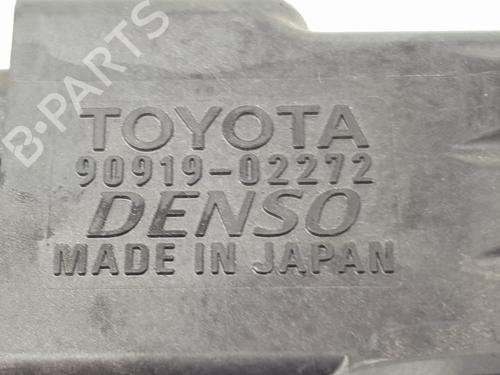 B-PARTS
TOYOTA
90919-02272
DENSO
MADE IN JAPAN